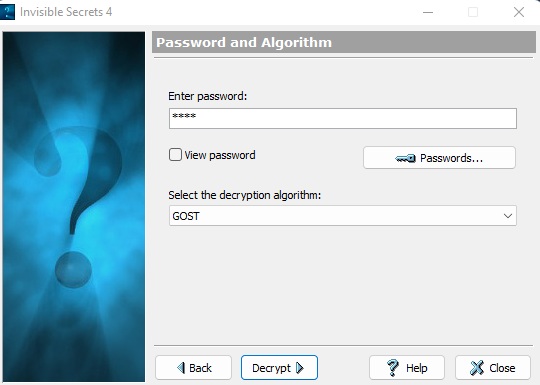 Invisible Secrets 4
Password and Algorithm
Enter password:
****
View password
Passwords...
Select the decryption algorithm:
GOST
Back
Decrypt
Help
Close